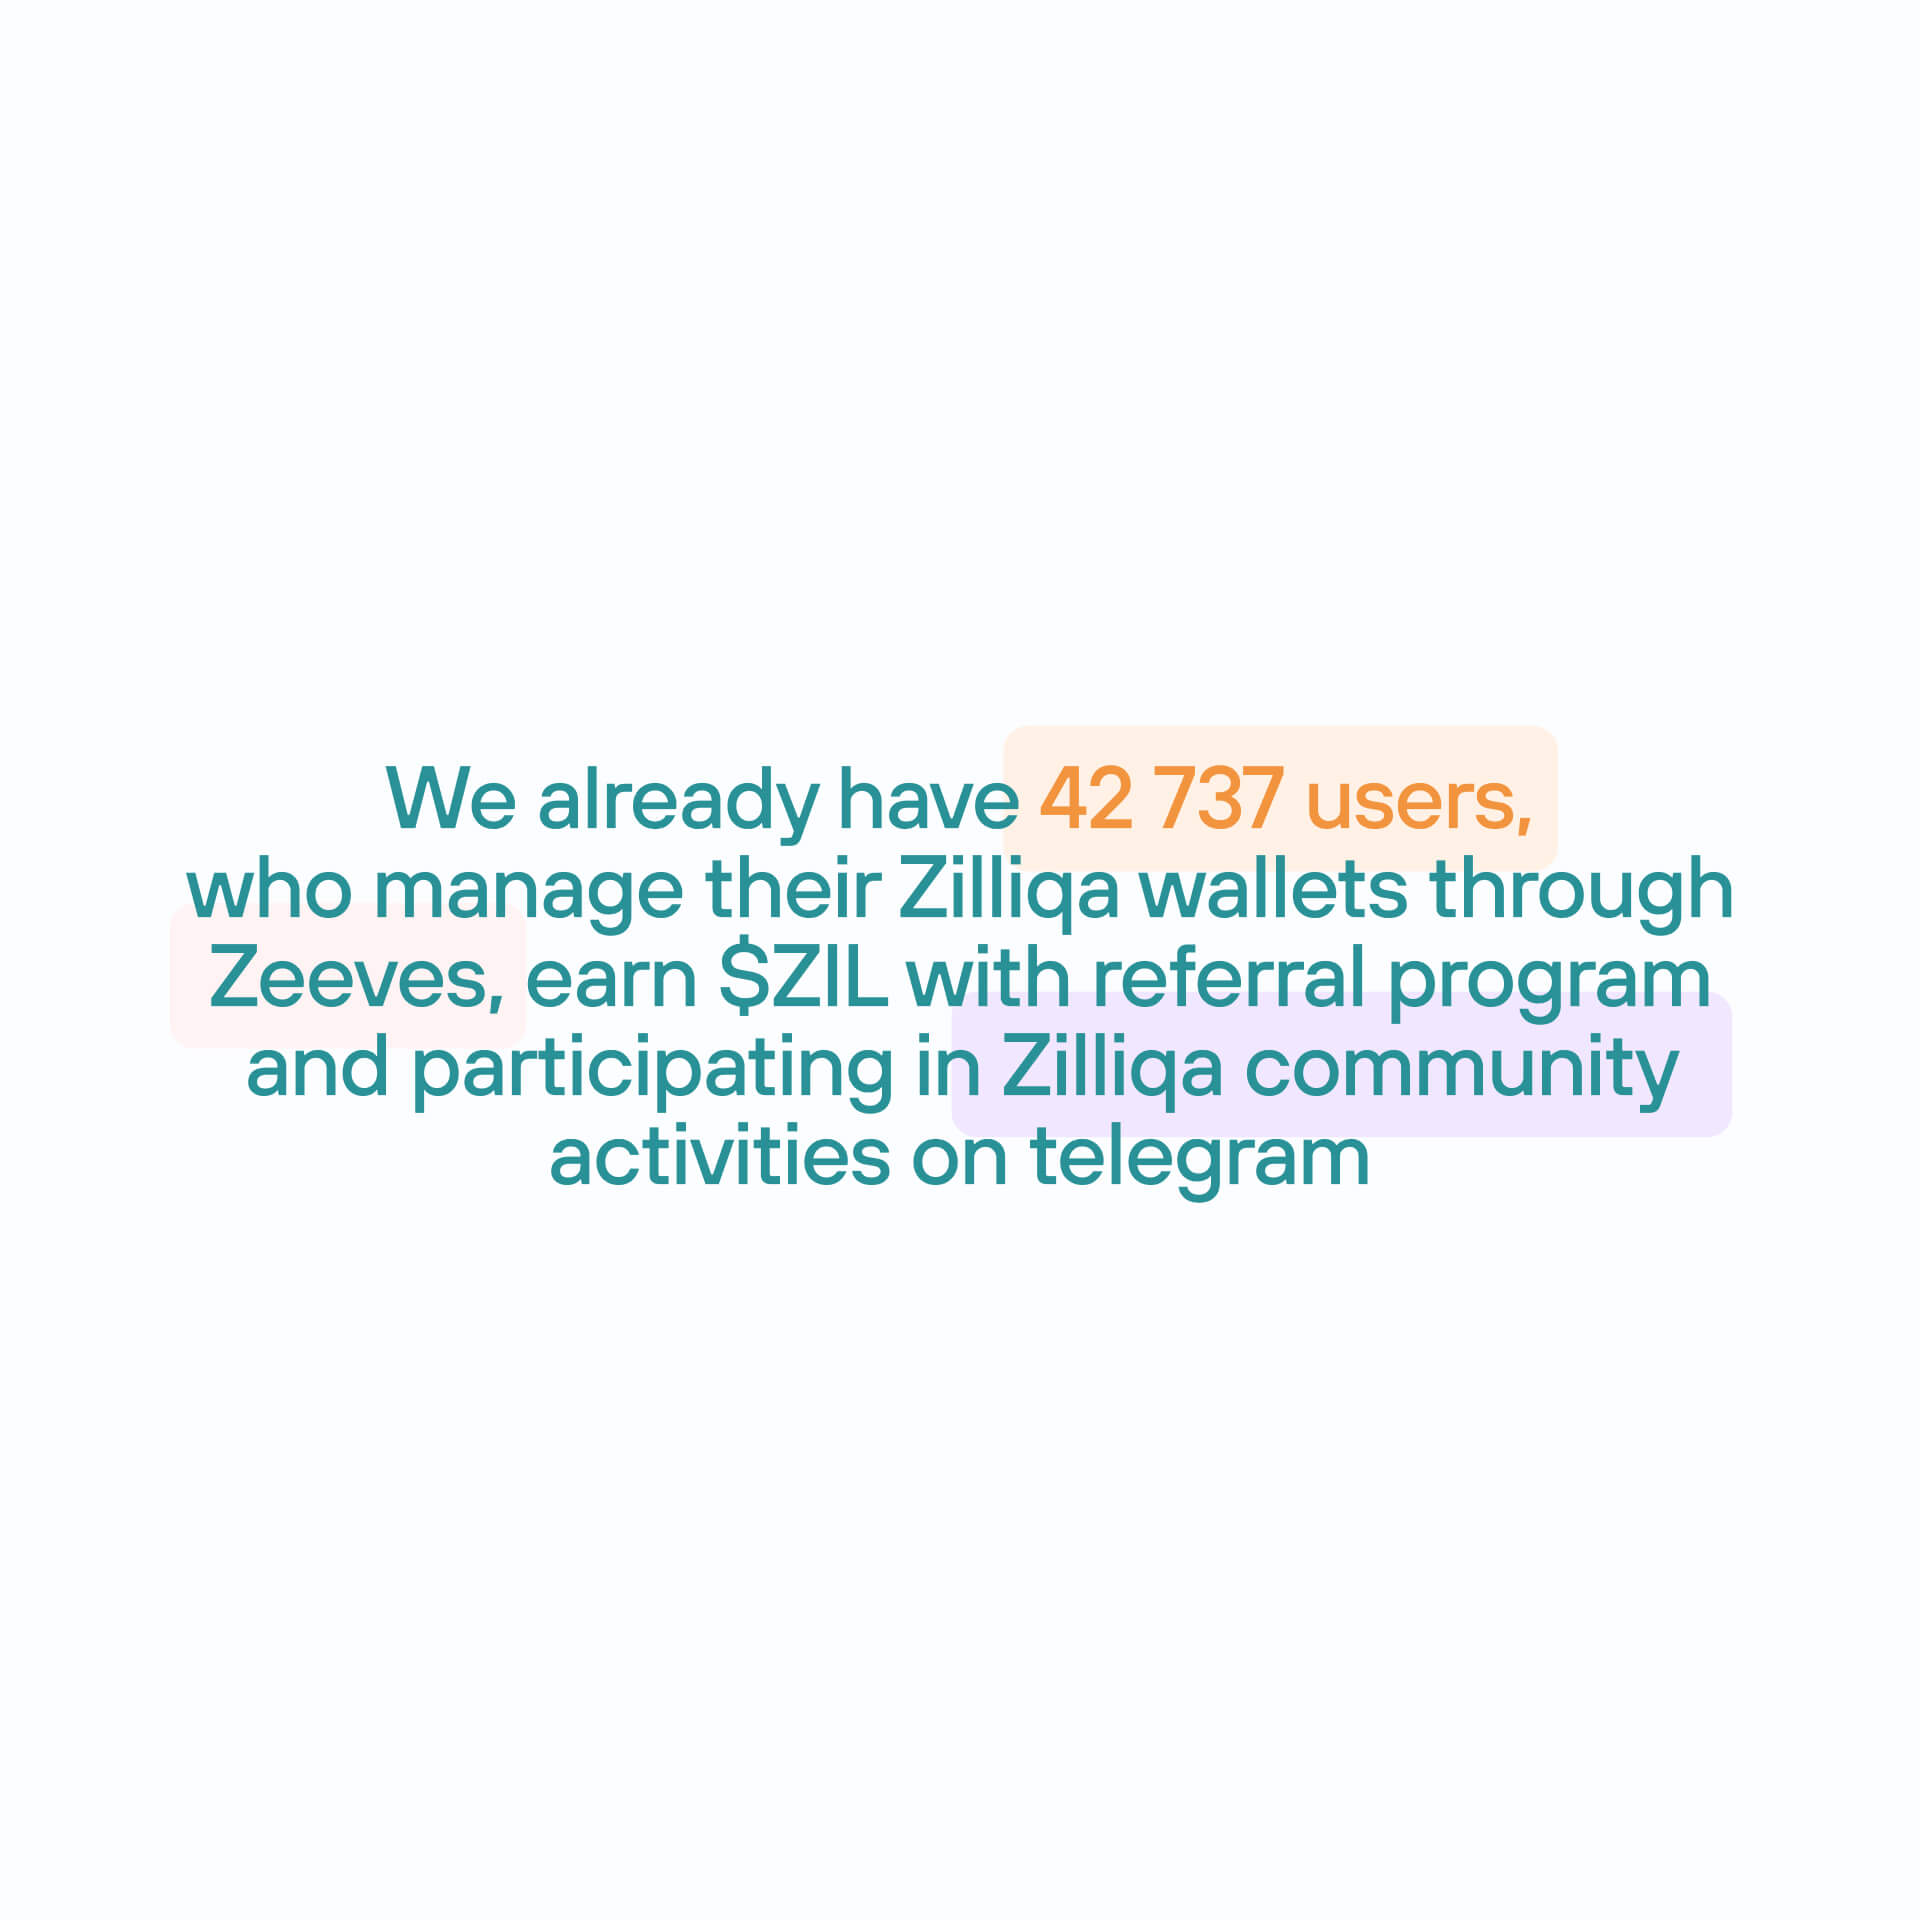 We already have 42 737 users,
who manage their Zilliqa wallets through
Zeeves, earn $ZIL with referral program
and participating in Zilliqa community
activities on telegram